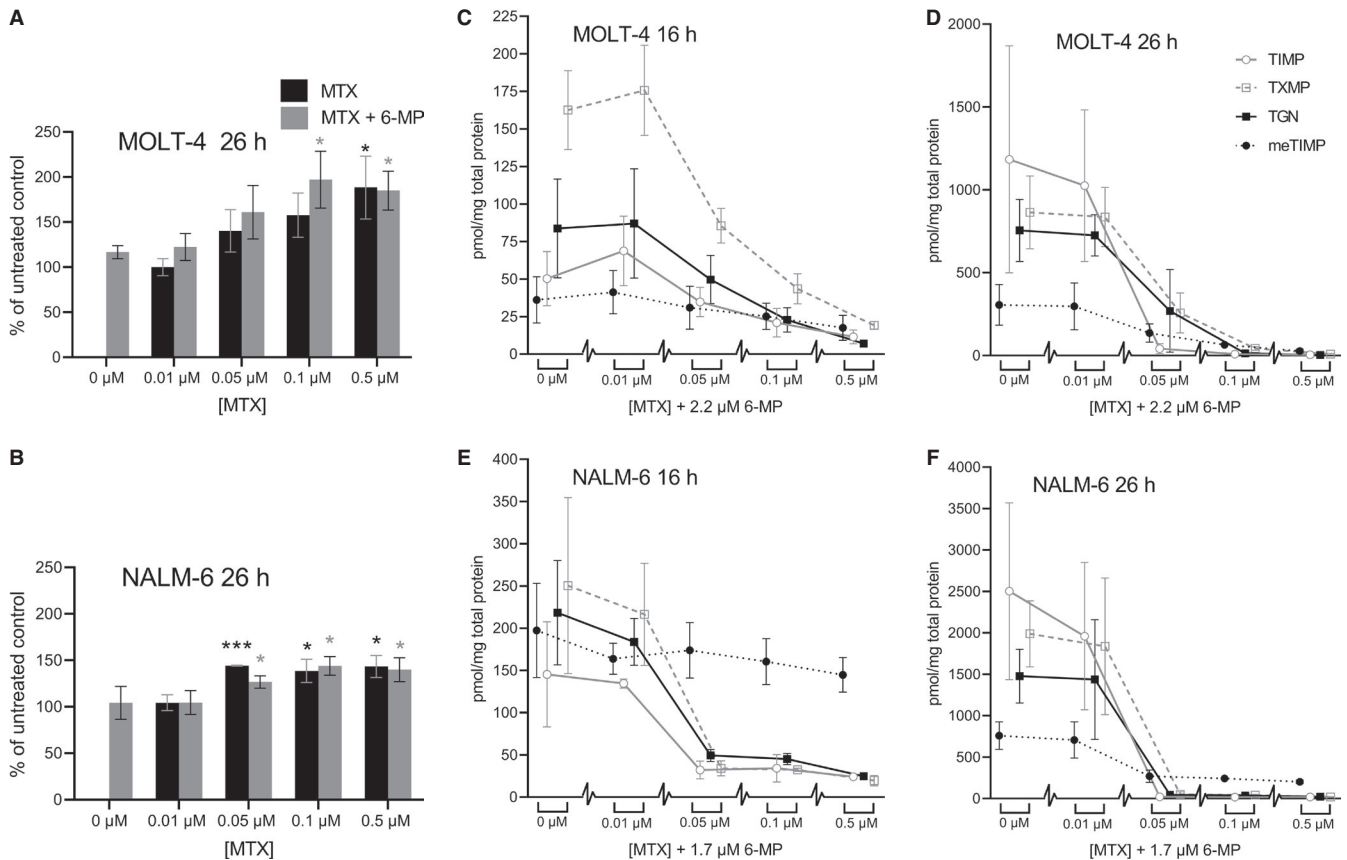 A
MTX
MTX + 6-MP
MOLT-4 26 h
% of untreated control
250
200
150
100
50
0
*
*
*
0 µM 0.01 µM 0.05 µM 0.1 µM 0.5 µM
[MTX]
B
NALM-6 26 h
% of untreated control
250
200
150
100
50
0
*** * * * * *
0 µM 0.01 µM 0.05 µM 0.1 µM 0.5 µM
[MTX]
C
MOLT-4 16 h
pmol/mg total protein
225
200
175
150
125
100
75
50
25
0
0 µM 0.01 µM 0.05 µM 0.1 µM 0.5 µM
[MTX] + 2.2 µM 6-MP
D
MOLT-4 26 h
TIMP
TXMP
TGN
meTIMP
pmol/mg total protein
2000
1500
1000
500
0
0 µM 0.01 µM 0.05 µM 0.1 µM 0.5 µM
[MTX] + 2.2 µM 6-MP
E
NALM-6 16 h
pmol/mg total protein
400
350
300
250
200
150
100
50
0
0 µM 0.01 µM 0.05 µM 0.1 µM 0.5 µM
[MTX] + 1.7 µM 6-MP
F
NALM-6 26 h
pmol/mg total protein
4000
3500
3000
2500
2000
1500
1000
500
0
0 µM 0.01 µM 0.05 µM 0.1 µM 0.5 µM
[MTX] + 1.7 µM 6-MP